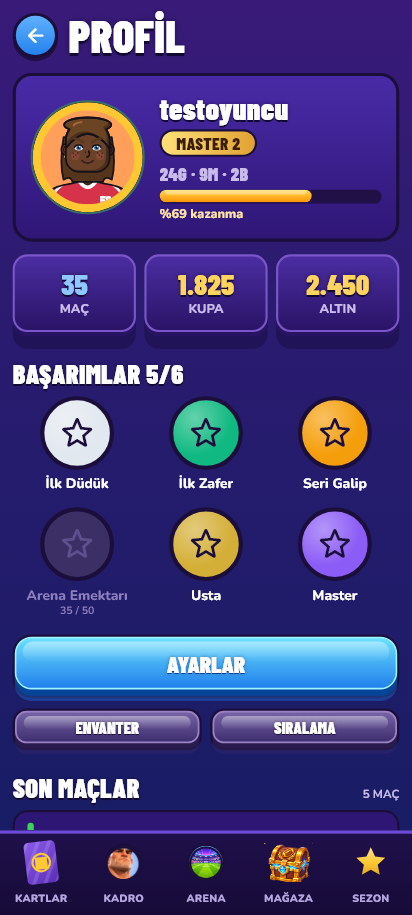 PROFİL
testoyuncu
MASTER 2
24G · 9M · 2B
%69 kazanma
35
MAÇ
1.825
KUPA
2.450
ALTIN
BAŞARIMLAR 5/6
İlk Düdük
İlk Zafer
Seri Galip
Arena Emektarı
35 / 50
Usta
Master
AYARLAR
ENVANTER
SIRALAMA
SON MAÇLAR
5 MAÇ
KARTLAR
KADRO
ARENA
MAĞAZA
SEZON